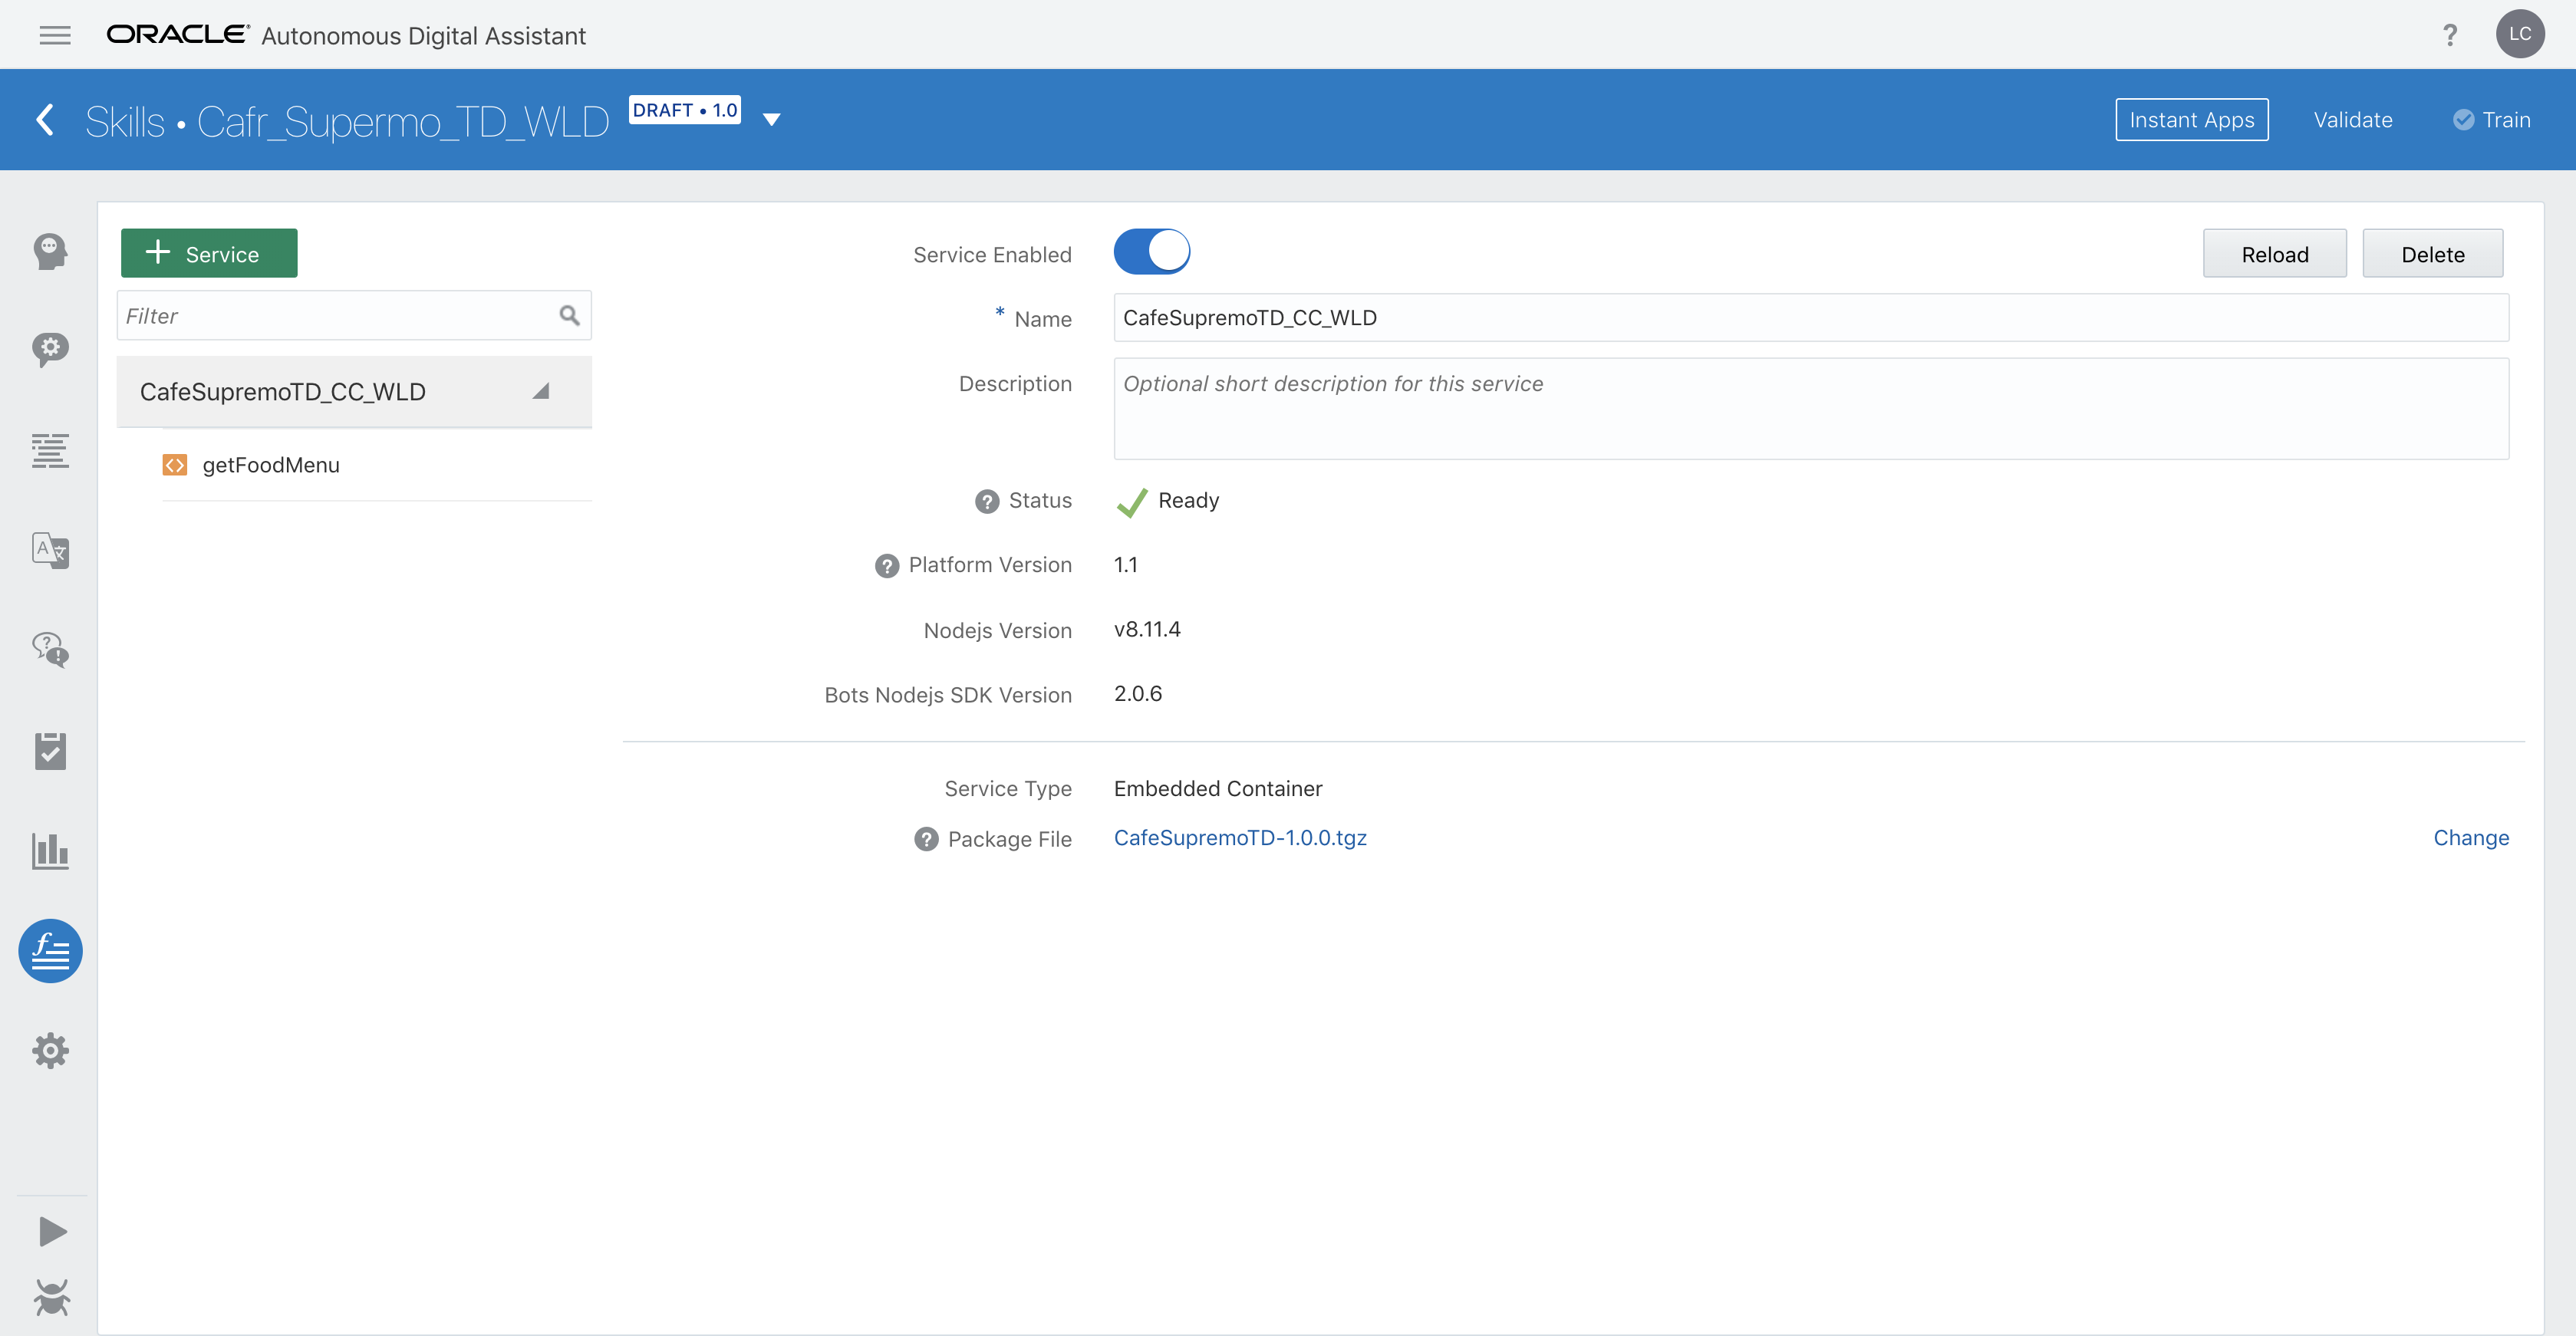 ORACLE® Autonomous Digital Assistant
? LC
Skills • Cafr_Supermo_TD_WLD DRAFT • 1.0
Instant Apps Validate Train
Service
Filter
CafeSupremoTD_CC_WLD
getFoodMenu
Service Enabled
Reload Delete
* Name CafeSupremoTD_CC_WLD
Description Optional short description for this service
? Status Ready
? Platform Version 1.1
Nodejs Version v8.11.4
Bots Nodejs SDK Version 2.0.6
Service Type Embedded Container
? Package File CafeSupremoTD-1.0.0.tgz Change